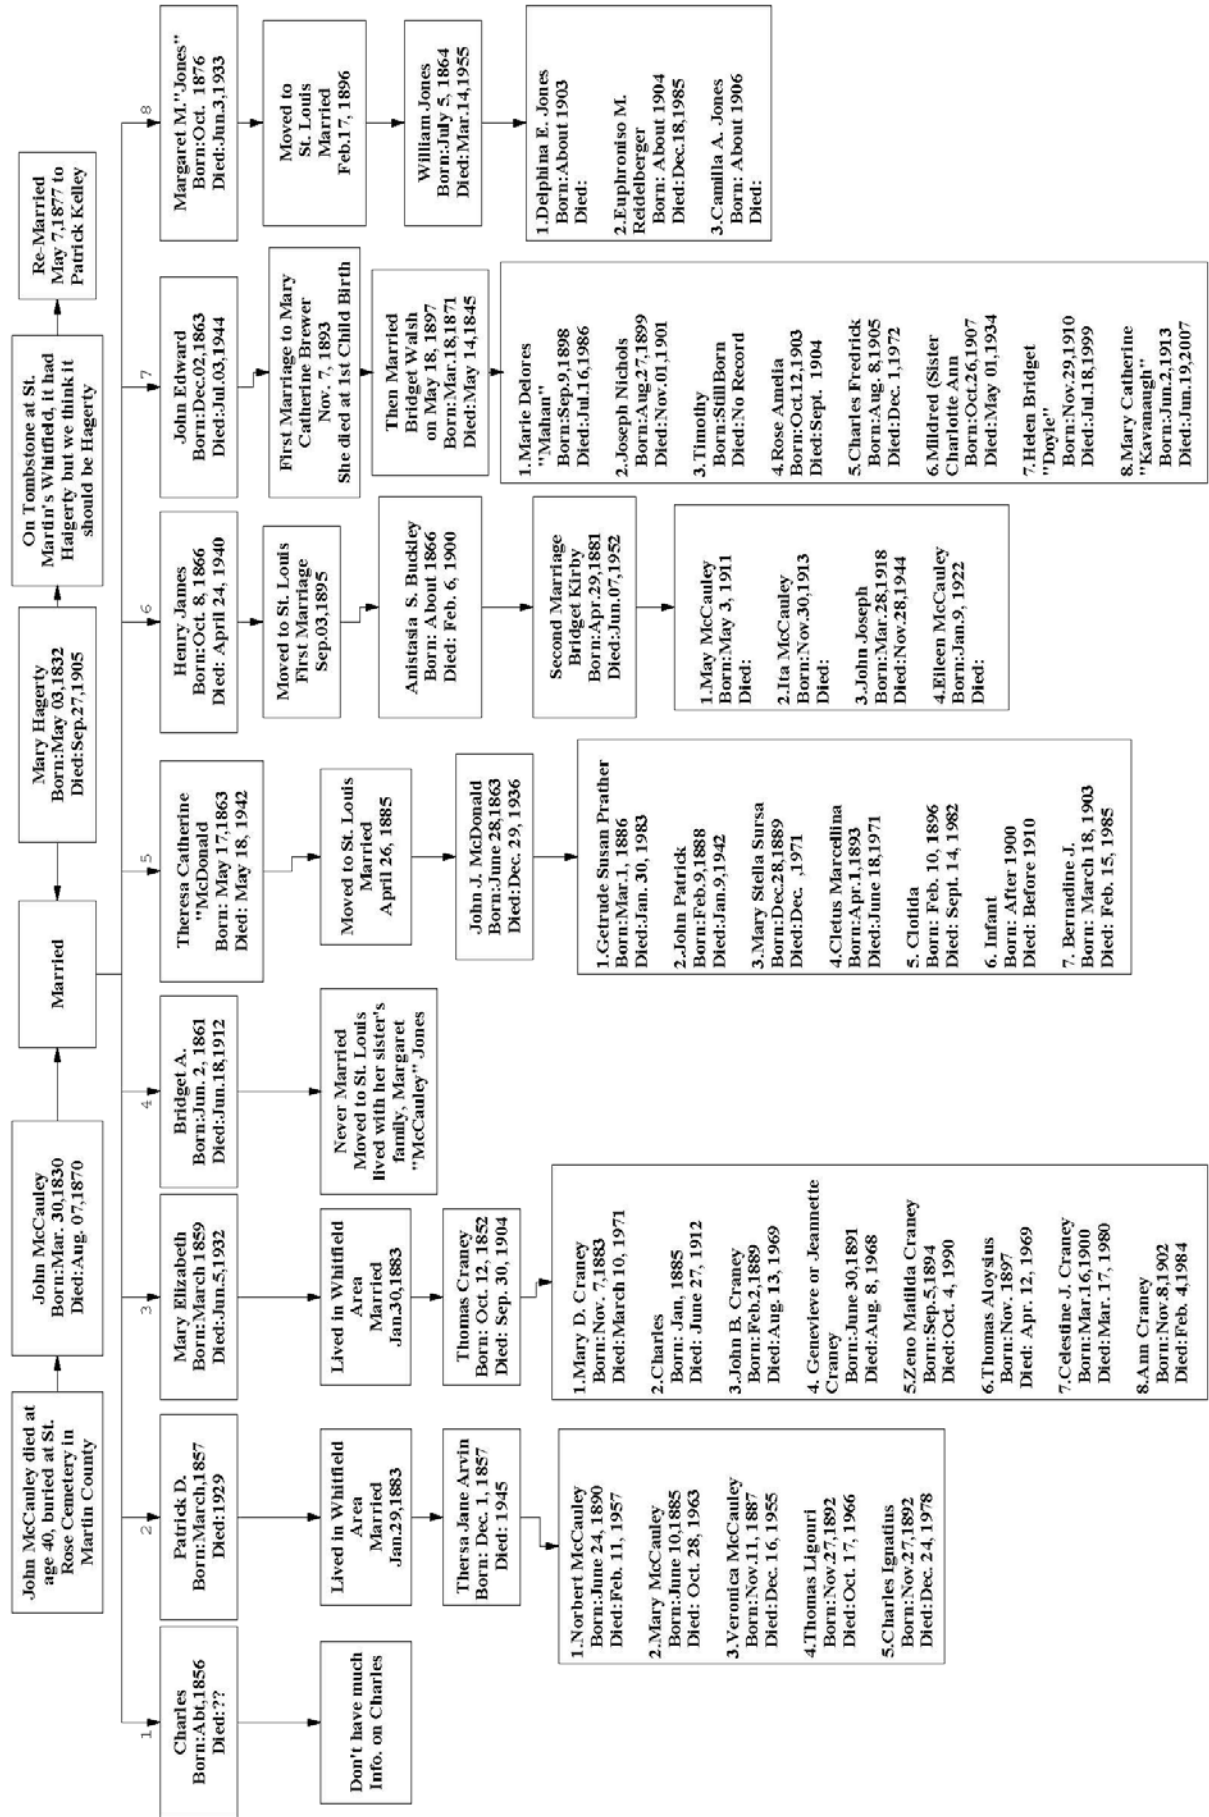 John McCauley died at
age 40, buried at St.
Rose Cemetery in
Martin County
John McCauley
Born:Mar. 30,1830
Died:Aug. 07,1870
Married
Mary Hagerty
Born:May 03,1832
Died:Sep.27,1905
On Tombstone at St.
Martin's Whitfield, it had
Haigerty but we think it
should be Hagerty
Re-Married
May 7,1877 to
Patrick Kelley
1
Charles
Born:Abt,1856
Died:??
Don't have much
Info. on Charles
2
Patrick D.
Born:March,1857
Died:1929
Lived in Whitfield
Area
Married
Jan.29,1883
Thersa Jane Arvin
Born: Dec. 1, 1857
Died: 1945
1.Norbert McCauley
Born:June 24, 1890
Died:Feb. 11, 1957
2.Mary McCauley
Born:June 10,1885
Died: Oct. 28, 1963
3.Veronica McCauley
Born:Nov.11, 1887
Died:Dec. 16, 1955
4.Thomas Ligouri
Born:Nov.27,1892
Died:Oct. 17, 1966
5.Charles Ignatius
Born:Nov.27,1892
Died:Dec. 24, 1978
3
Mary Elizabeth
Born:March 1859
Died:Jun.5,1932
Lived in Whitfield
Area
Married
Jan.30,1883
Thomas Craney
Born: Oct. 12, 1852
Died: Sep. 30, 1904
1.Mary D. Craney
Born:Nov. 7,1883
Died:March 10, 1971
2.Charles
Born: Jan, 1885
Died: June 27, 1912
3.John B. Craney
Born:Feb.2,1889
Died:Aug. 13, 1969
4. Genevieve or Jeannette
Craney
Born:June 30,1891
Died:Aug. 8, 1968
5.Zeno Matilda Craney
Born:Sep.5,1894
Died:Oct. 4, 1990
6.Thomas Aloysius
Born:Nov. 1897
Died: Apr. 12, 1969
7.Celestine J. Craney
Born:Mar.16,1900
Died:Mar. 17, 1980
8.Ann Craney
Born:Nov.8,1902
Died:Feb. 4,1984
4
Bridget A.
Born:Jun. 2, 1861
Died:Jun.18,1912
Never Married
Moved to St. Louis
lived with her sister's
family, Margaret
"McCauley" Jones
5
Theresa Catherine
"McDonald
Born: May 17,1863
Died: May 18, 1942
Moved to St. Louis
Married
April 26, 1885
John J. McDonald
Born:June 28,1863
Died:Dec. 29, 1936
1.Getrude Susan Prather
Born:Mar.1, 1886
Died:Jan. 30, 1983
2.John Patrick
Born:Feb.9,1888
Died:Jan.9,1942
3.Mary Stella Sursa
Born:Dec.28,1889
Died:Dec. ,1971
4.Cletus Marcellina
Born:Apr.1,1893
Died:June 18,1971
5. Clotida
Born: Feb. 10, 1896
Died: Sept. 14, 1982
6. Infant
Born: After 1900
Died: Before 1910
7. Bernadine J.
Born: March 18, 1903
Died: Feb. 15, 1985
6
Henry James
Born:Oct. 8, 1866
Died: April 24, 1940
Moved to St. Louis
First Marriage
Sep.03,1895
Anistasia S. Buckley
Born: About 1866
Died: Feb. 6, 1900
Second Marriage
Bridget Kirby
Born:Apr.29,1881
Died:Jun.07,1952
1.May McCauley
Born:May 3, 1911
Died:
2.Ita McCauley
Born:Nov.30,1913
Died:
3.John Joseph
Born:Mar.28,1918
Died:Nov.28,1944
4.Eileen McCauley
Born:Jan.9, 1922
Died:
7
John Edward
Born:Dec.02,1863
Died:Jul.03,1944
First Marriage to Mary
Catherine Brewer
Nov. 7, 1893
She died at 1st Child Birth
Then Married
Bridget Walsh
on May 18, 1897
Born:Mar.18,1871
Died:May 14,1845
1.Marie Delores
"Mahan"
Born:Sep.9,1898
Died:Jul.16,1986
2.Joseph Nichols
Born:Aug.27,1899
Died:Nov.01,1901
3.Timothy
Born:StillBorn
Died:No Record
4.Rose Amelia
Born:Oct.12,1903
Died:Sept. 1904
5.Charles Fredrick
Born:Aug. 8,1905
Died:Dec. 1,1972
6.Mildred (Sister
Charlotte Ann
Born:Oct.26,1907
Died:May 01,1934
7.Helen Bridget
"Doyle"
Born:Nov.29,1910
Died:Jul.18,1999
8.Mary Catherine
"Kavanaugh"
Born:Jun.2,1913
Died:Jun.19,2007
8
Margaret M."Jones"
Born:Oct. 1876
Died:Jun.3,1933
Moved to
St. Louis
Married
Feb.17, 1896
William Jones
Born:July 5, 1864
Died:Mar.14,1955
1.Delphina E. Jones
Born:About 1903
Died:
2.Euphroniso M.
Reidelberger
Born: About 1904
Died:Dec.18,1985
3.Camilla A. Jones
Born: About 1906
Died: